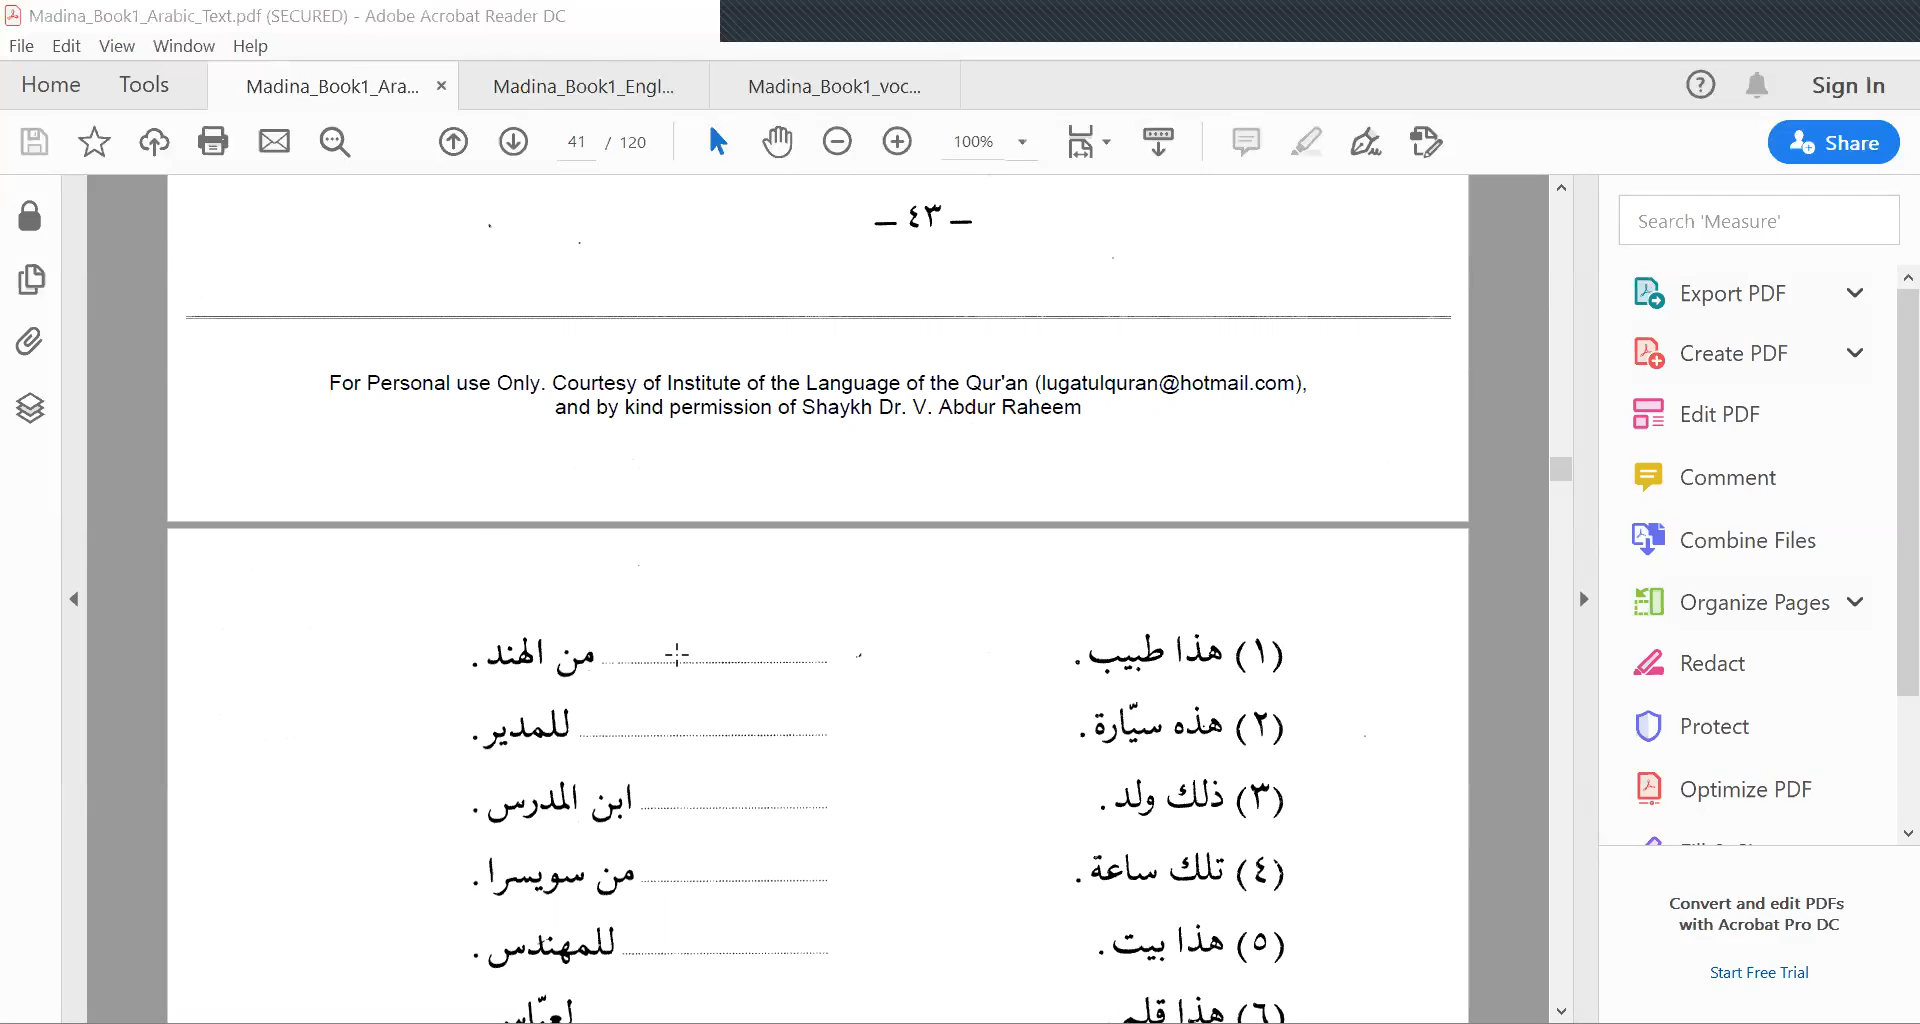 Madina_Book1_Arabic_Text.pdf (SECURED) - Adobe Acrobat Reader DC
File Edit View Window Help
Home Tools Madina_Book1_Ara... × Madina_Book1_Engl... Madina_Book1_voc... Sign In
41 / 120 100% Share
– ٤٣ –
For Personal use Only. Courtesy of Institute of the Language of the Qur'an (lugatulquran@hotmail.com),
and by kind permission of Shaykh Dr. V. Abdur Raheem
(١) هذا طبيب . ........................ من الهند .
(٢) هذه سيّارة . ........................ للمدير .
(٣) ذلك ولد . ........................ ابن المدرس .
(٤) تلك ساعة . ........................ من سويسرا .
(٥) هذا بيت . ........................ للمهندس .
(٦) هذا قلم لعبّاس
Search 'Measure'
Export PDF
Create PDF
Edit PDF
Comment
Combine Files
Organize Pages
Redact
Protect
Optimize PDF
Convert and edit PDFs
with Acrobat Pro DC
Start Free Trial